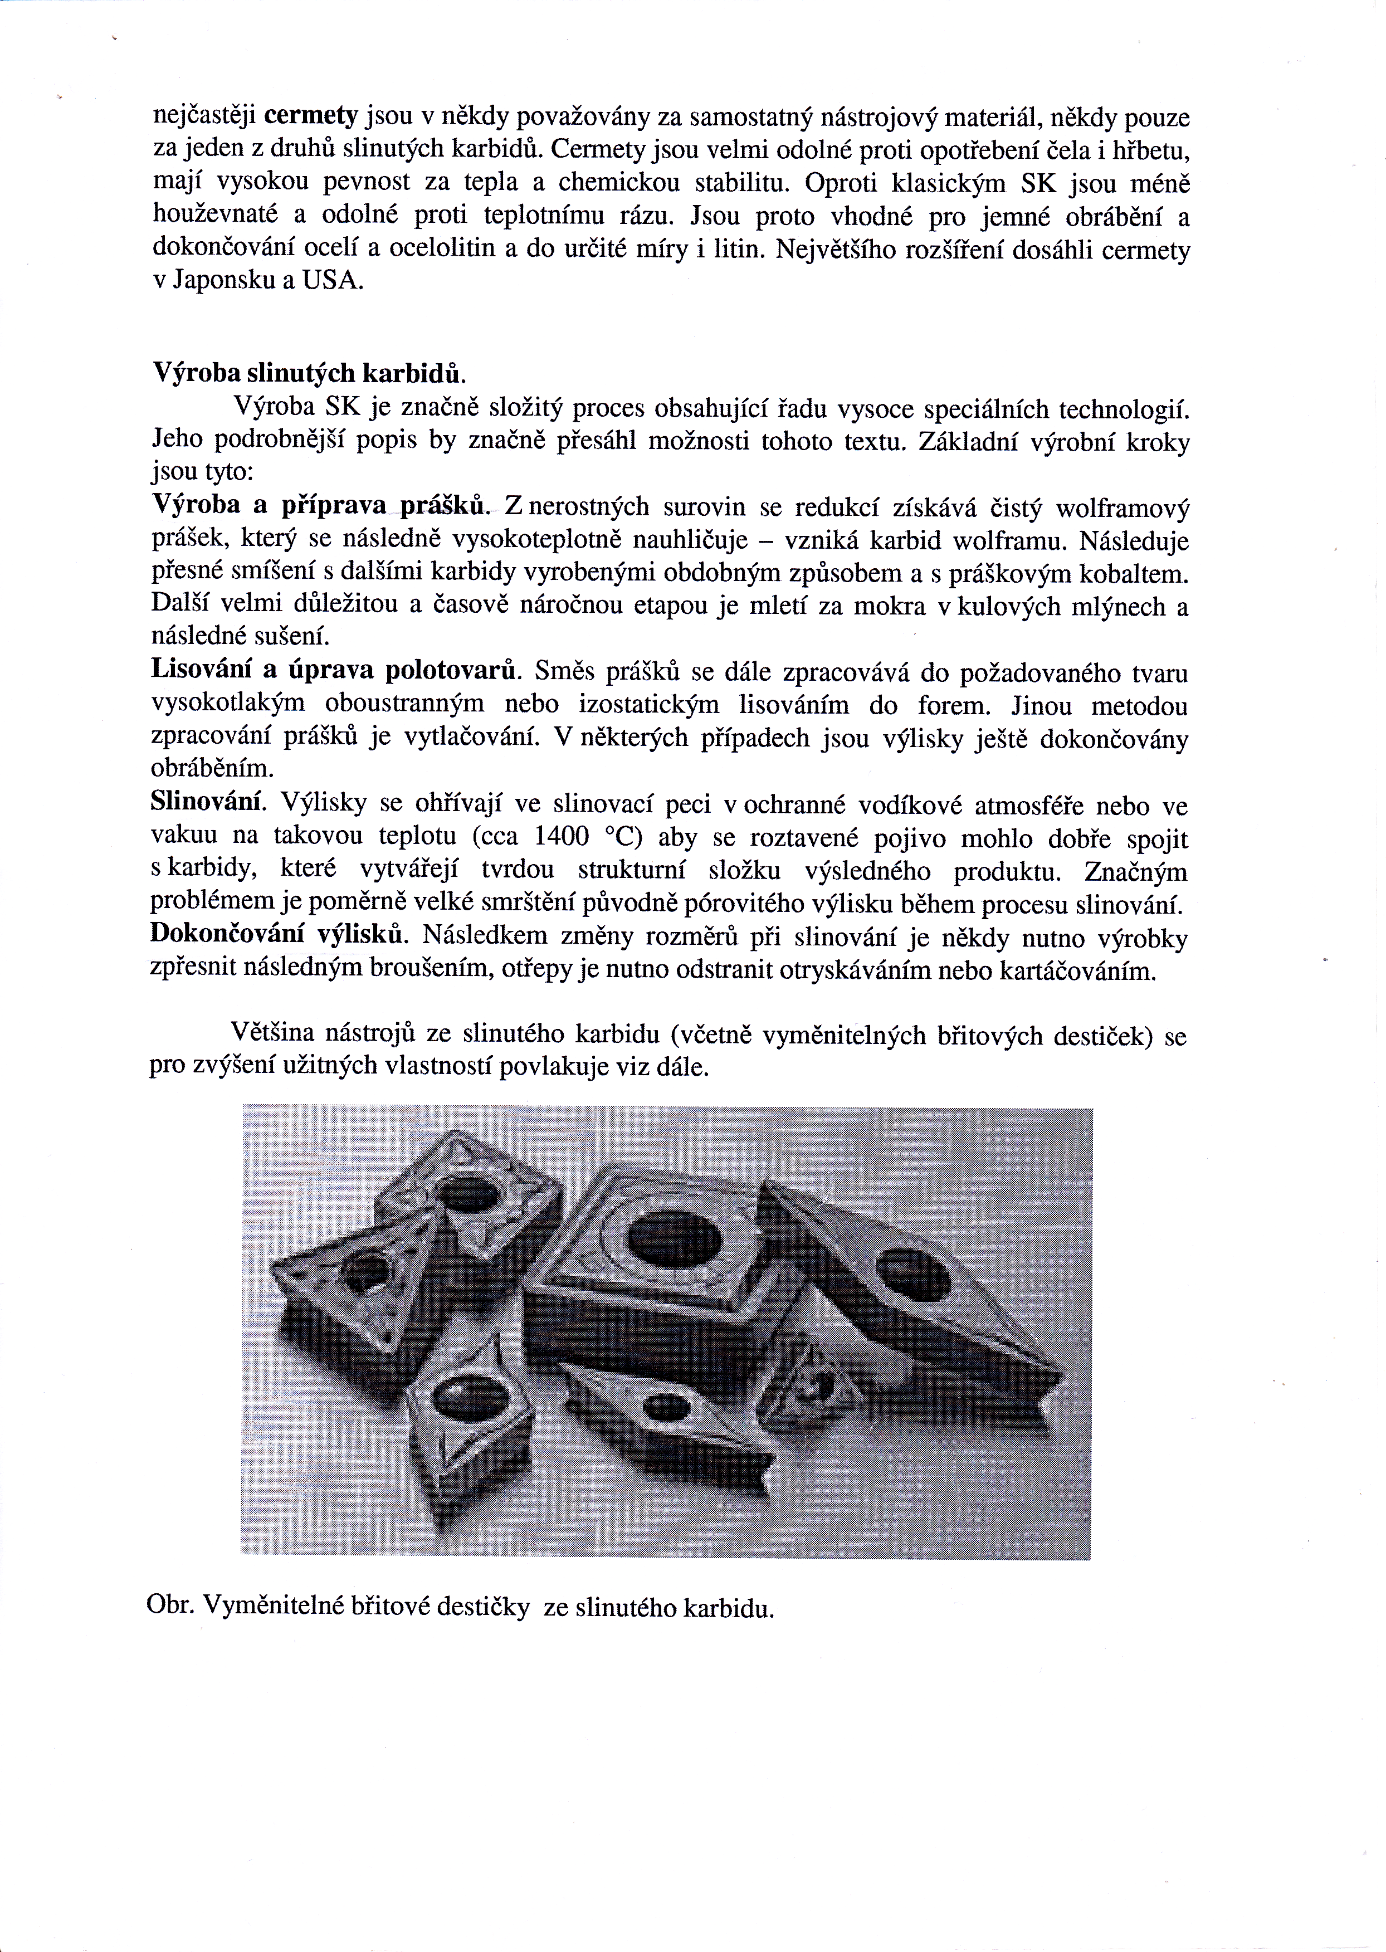 nejčastěji cermety jsou v někdy považovány za samostatný nástrojový materiál, někdy pouze
za jeden z druhů slinutých karbidů. Cermety jsou velmi odolné proti opotřebení čela i hřbetu,
mají vysokou pevnost za tepla a chemickou stabilitu. Oproti klasickým SK jsou méně
houževnaté a odolné proti teplotnímu rázu. Jsou proto vhodné pro jemné obrábění a
dokončování ocelí a ocelolitin a do určité míry i litin. Největšího rozšíření dosáhli cermety
v Japonsku a USA.
Výroba slinutých karbidů.
Výroba SK je značně složitý proces obsahující řadu vysoce speciálních technologií.
Jeho podrobnější popis by značně přesáhl možnosti tohoto textu. Základní výrobní kroky
jsou tyto:
Výroba a příprava prášků. Z nerostných surovin se redukcí získává čistý wolframový
prášek, který se následně vysokoteplotně nauhličuje – vzniká karbid wolframu. Následuje
přesné smíšení s dalšími karbidy vyrobenými obdobným způsobem a s práškovým kobaltem.
Další velmi důležitou a časově náročnou etapou je mletí za mokra v kulových mlýnech a
následné sušení.
Lisování a úprava polotovarů. Směs prášků se dále zpracovává do požadovaného tvaru
vysokotlakým oboustranným nebo izostatickým lisováním do forem. Jinou metodou
zpracování prášků je vytlačování. V některých případech jsou výlisky ještě dokončovány
obráběním.
Slinování. Výlisky se ohřívají ve slinovací peci v ochranné vodíkové atmosféře nebo ve
vakuu na takovou teplotu (cca 1400 °C) aby se roztavené pojivo mohlo dobře spojit
s karbidy, které vytvářejí tvrdou strukturní složku výsledného produktu. Značným
problémem je poměrně velké smrštění původně pórovitého výlisku během procesu slinování.
Dokončování výlisků. Následkem změny rozměrů při slinování je někdy nutno výrobky
zpřesnit následným broušením, otřepy je nutno odstranit otryskáváním nebo kartáčováním.
Většina nástrojů ze slinutého karbidu (včetně vyměnitelných břitových destiček) se
pro zvýšení užitných vlastností povlakuje viz dále.
Obr. Vyměnitelné břitové destičky ze slinutého karbidu.